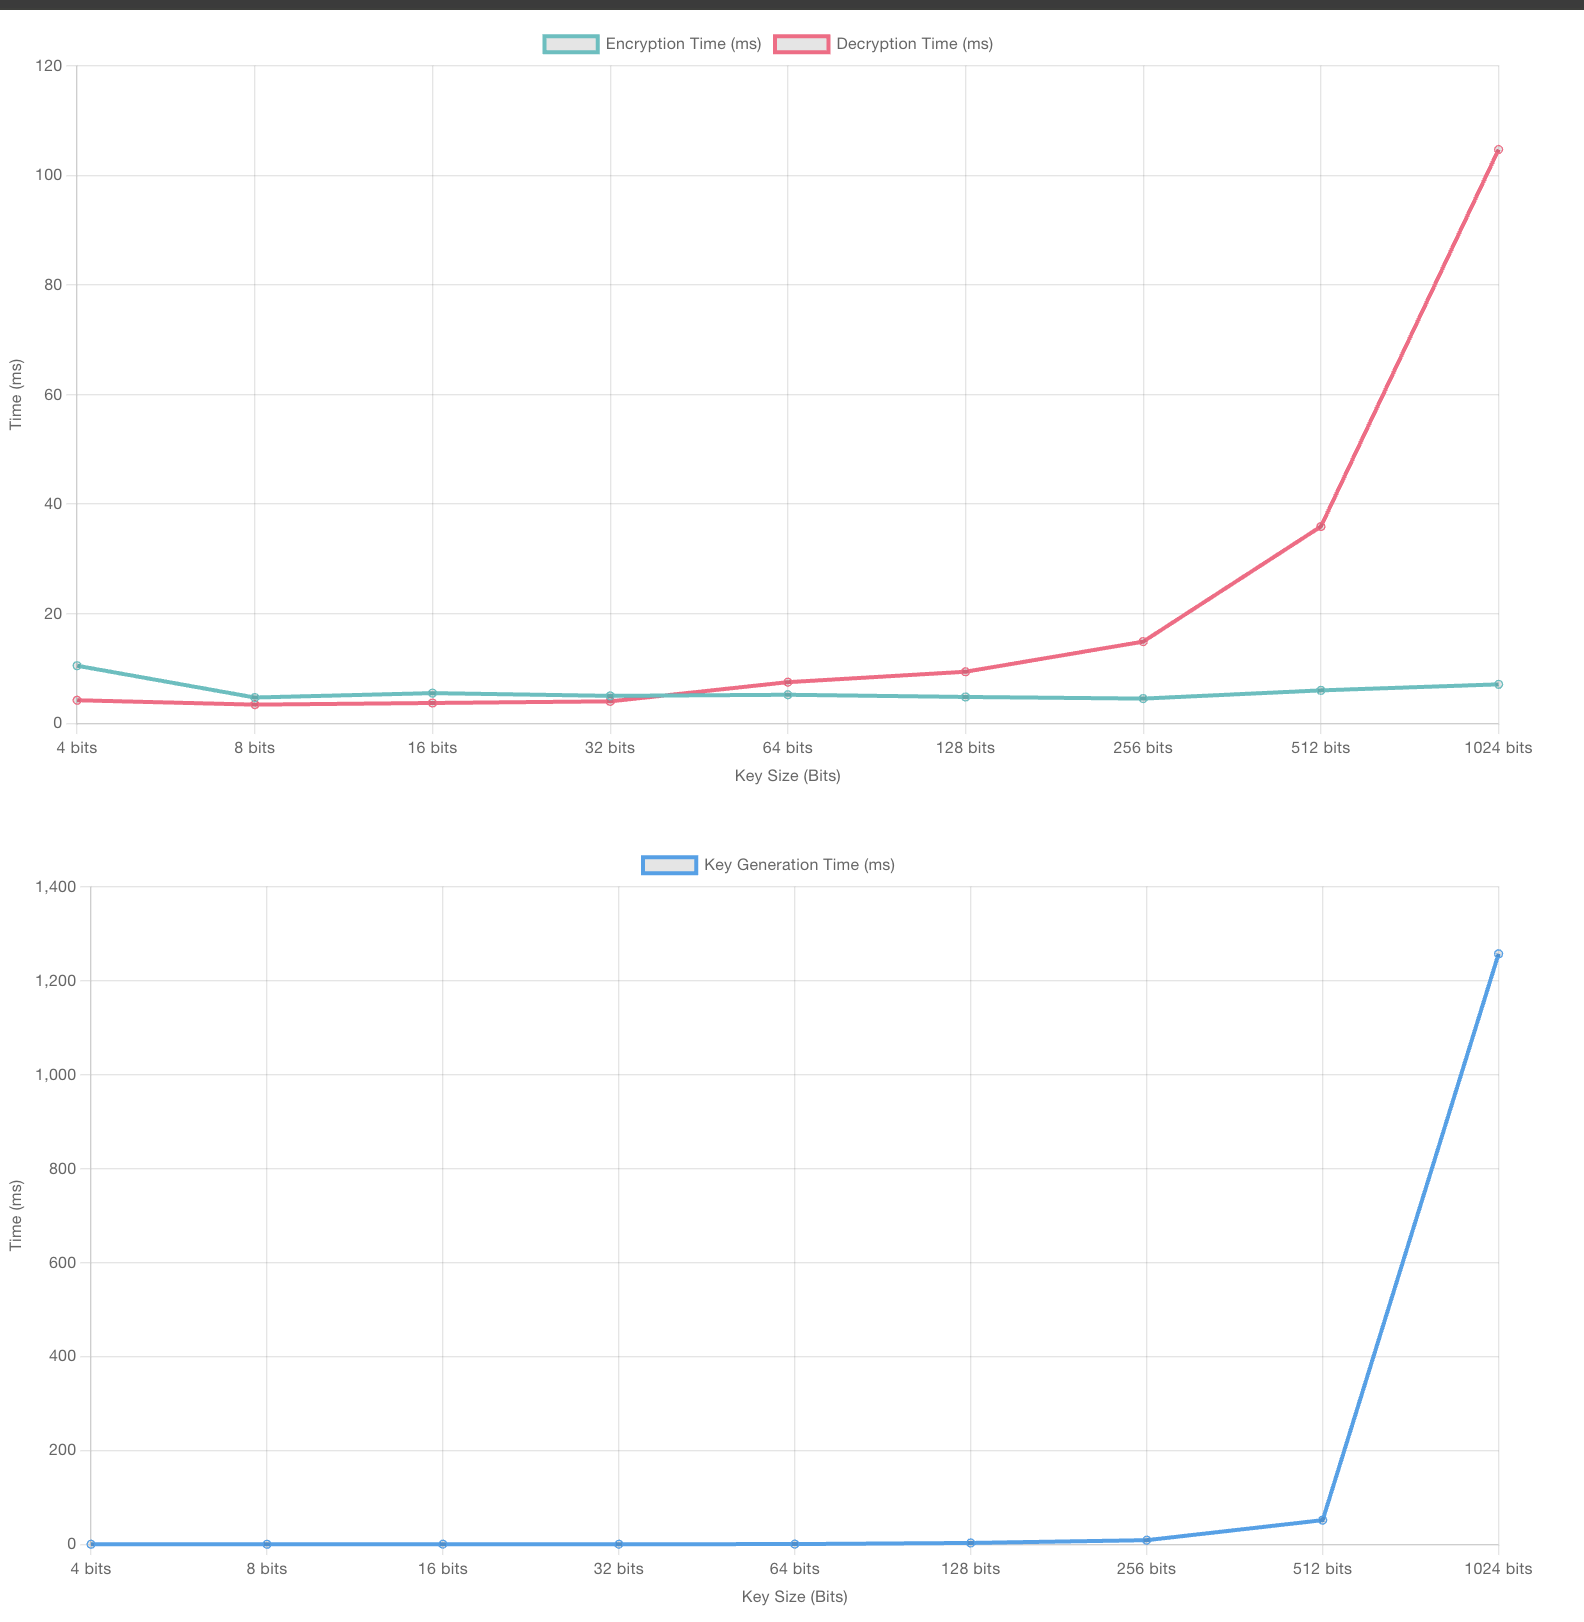 Encryption Time (ms) Decryption Time (ms)
120
100
80
60
40
20
0
Time (ms)
4 bits 8 bits 16 bits 32 bits 64 bits 128 bits 256 bits 512 bits 1024 bits
Key Size (Bits)
Key Generation Time (ms)
1,400
1,200
1,000
800
600
400
200
0
Time (ms)
4 bits 8 bits 16 bits 32 bits 64 bits 128 bits 256 bits 512 bits 1024 bits
Key Size (Bits)